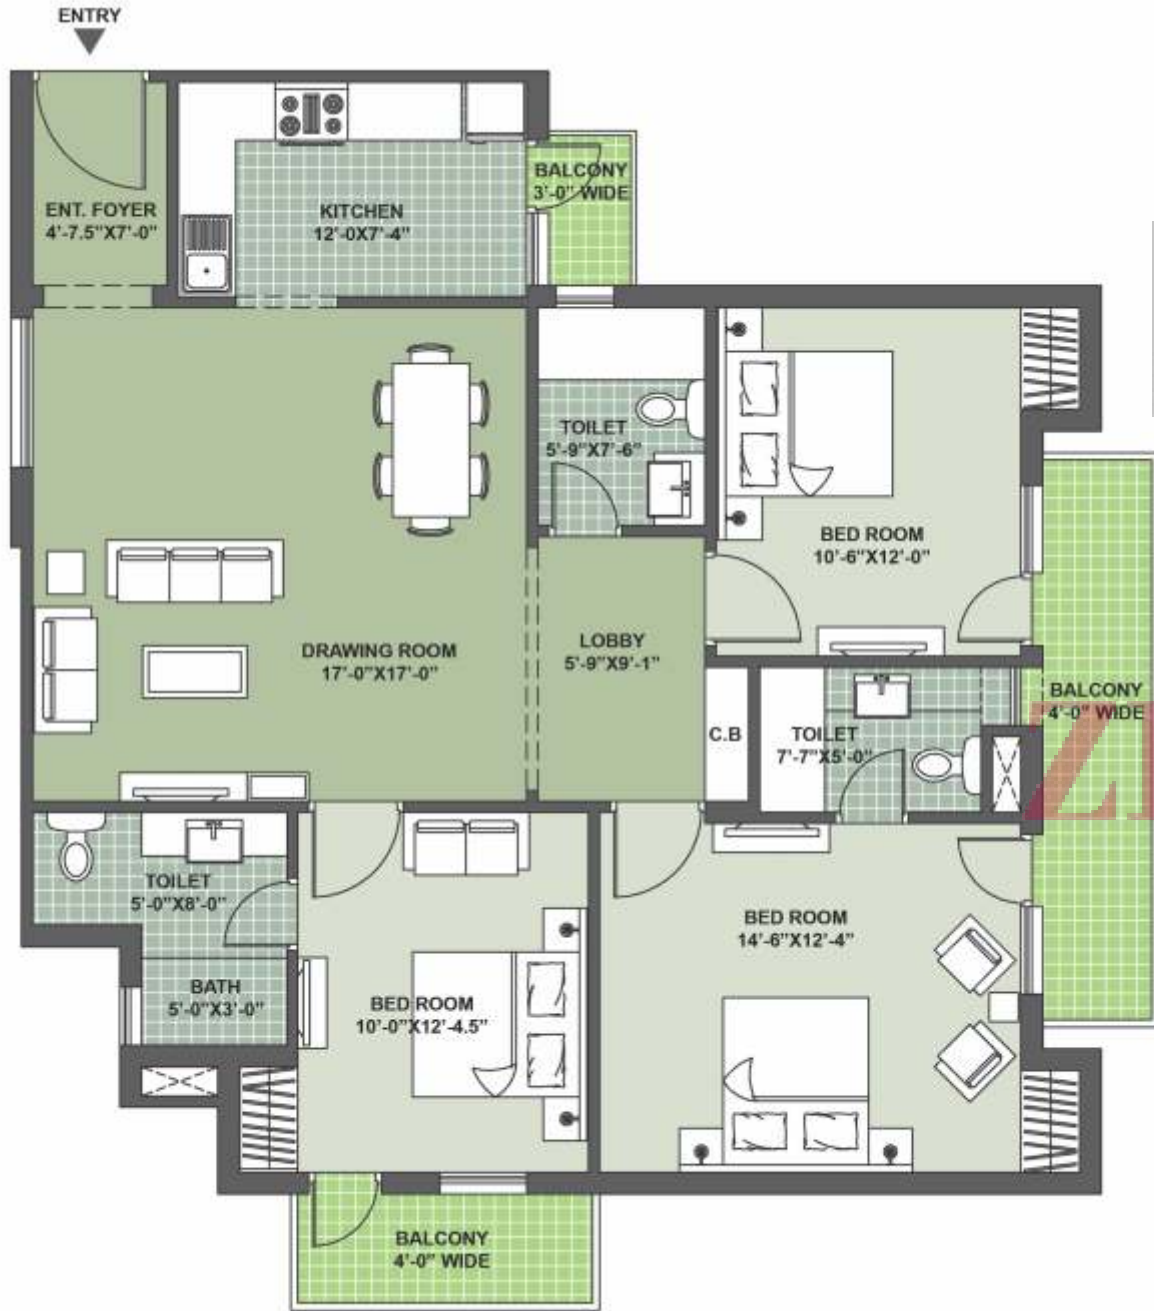 ENTRY
BALCONY
3'-0" WIDE
ENT. FOYER
4'-7.5"X7'-0"
KITCHEN
12'-0X7'-4"
TOILET
5'-9"X7'-6"
BED ROOM
10'-6"X12'-0"
DRAWING ROOM
17'-0"X17'-0"
LOBBY
5'-9"X9'-1"
BALCONY
4'-0" WIDE
C.B
TOILET
7'-7"X5'-0"
TOILET
5'-0"X8'-0"
BED ROOM
14'-6"X12'-4"
BATH
5'-0"X3'-0"
BED ROOM
10'-0"X12'-4.5"
BALCONY
4'-0" WIDE